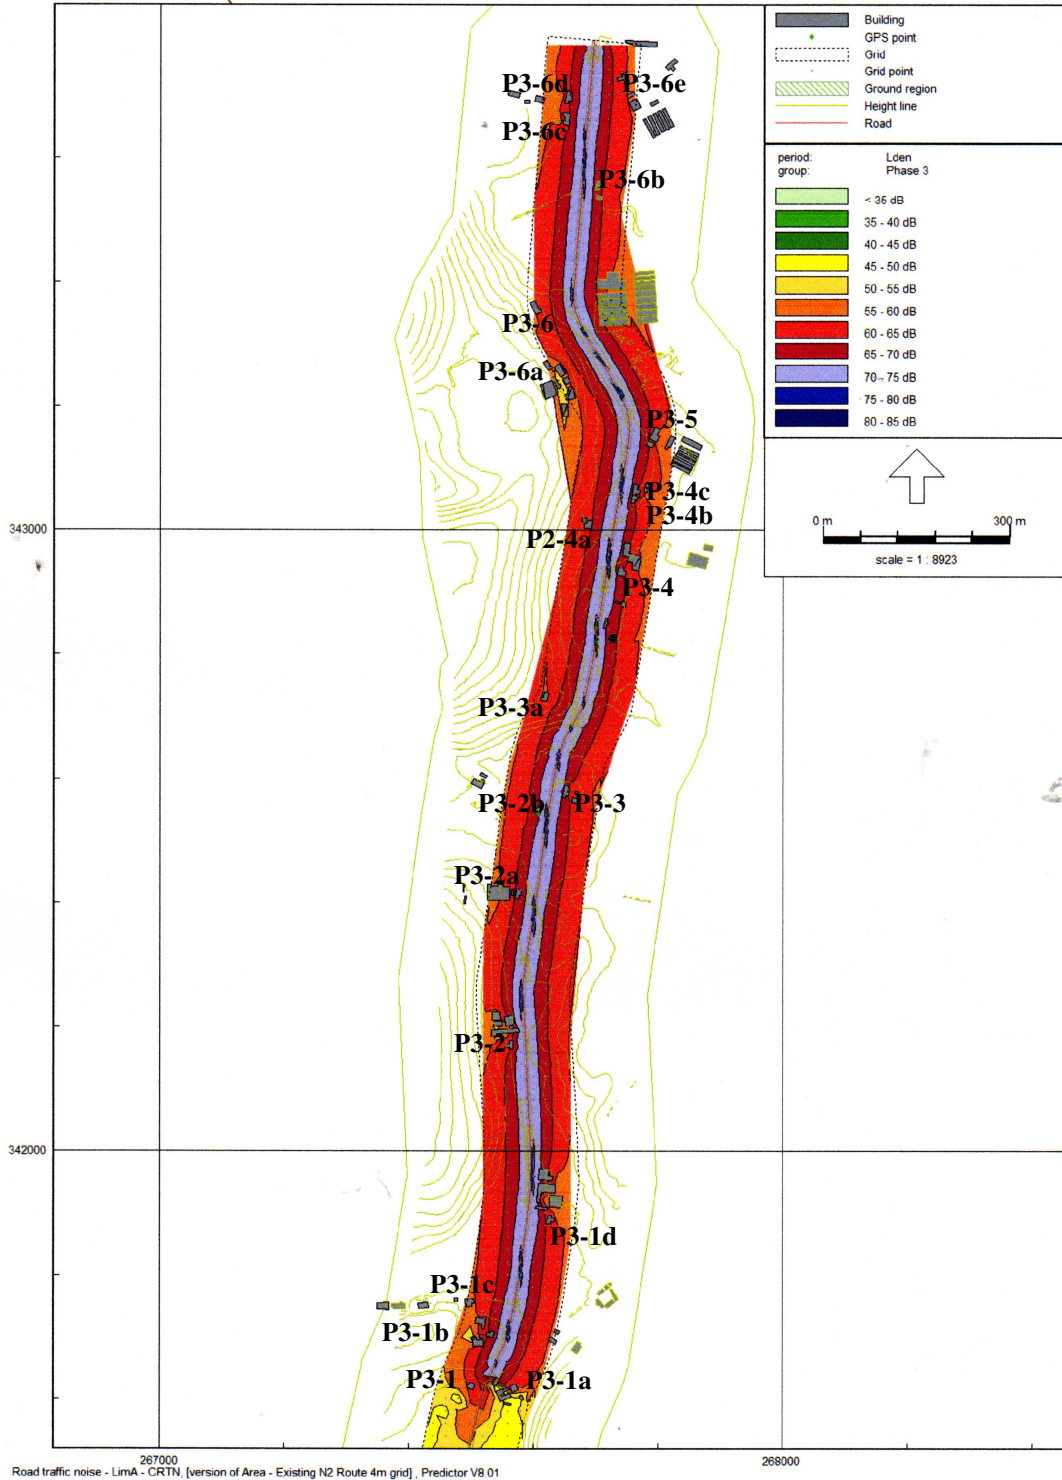 Building
GPS point
Grid
Grid point
Ground region
Height line
Road
period: Lden
group: Phase 3
< 35 dB
35 - 40 dB
40 - 45 dB
45 - 50 dB
50 - 55 dB
55 - 60 dB
60 - 65 dB
65 - 70 dB
70 - 75 dB
75 - 80 dB
80 - 85 dB
0 m 300 m
scale = 1 : 8923
P3-6d
P3-6e
P3-6c
P3-6b
P3-6
P3-6a
P3-5
P3-4c
P3-4b
343000
P2-4a
P3-4
P3-3a
P3-2b
P3-3
P3-2a
P3-2
342000
P3-1d
P3-1c
P3-1b
P3-1
P3-1a
267000
268000
Road traffic noise - LimA - CRTN, [version of Area - Existing N2 Route 4m grid] , Predictor V8.01